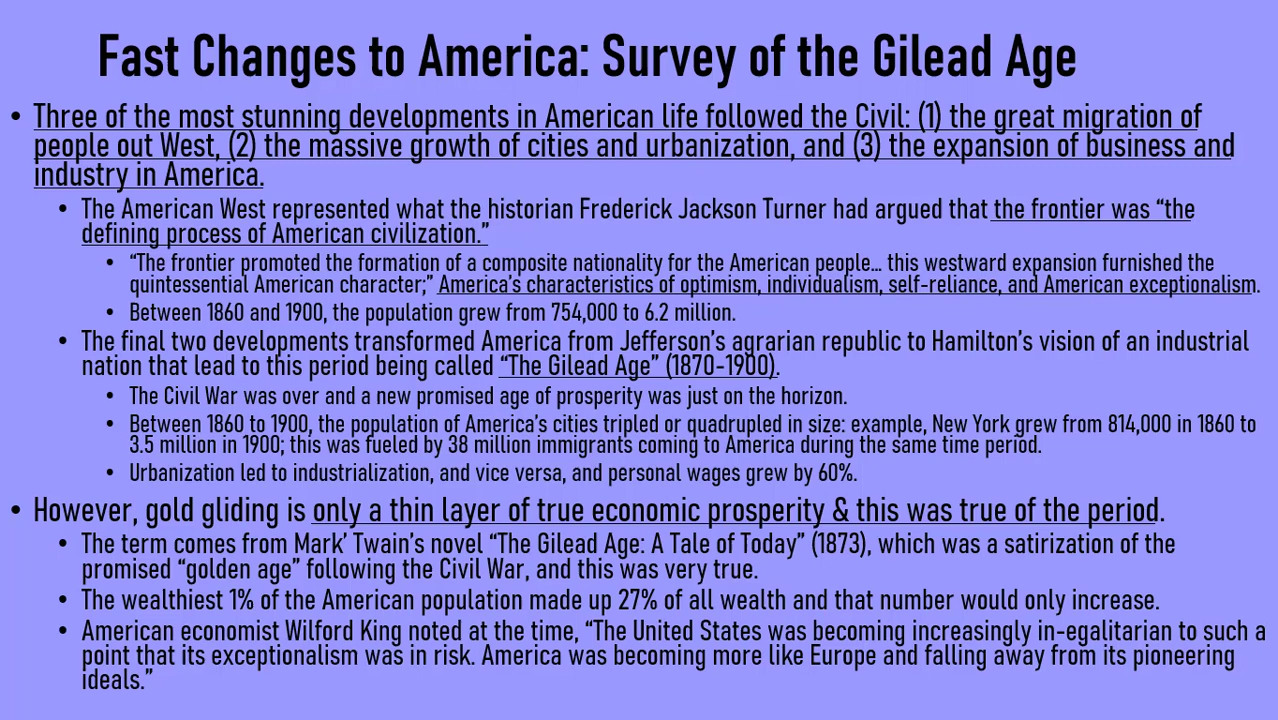 Fast Changes to America: Survey of the Gilead Age
• Three of the most stunning developments in American life followed the Civil: (1) the great migration of
people out West, (2) the massive growth of cities and urbanization, and (3) the expansion of business and
industry in America.
• The American West represented what the historian Frederick Jackson Turner had argued that the frontier was “the
defining process of American civilization.”
• “The frontier promoted the formation of a composite nationality for the American people... this westward expansion furnished the
quintessential American character;” America's characteristics of optimism, individualism, self-reliance, and American exceptionalism.
• Between 1860 and 1900, the population grew from 754,000 to 6.2 million.
• The final two developments transformed America from Jefferson’s agrarian republic to Hamilton’s vision of an industrial
nation that lead to this period being called “The Gilead Age” (1870-1900).
• The Civil War was over and a new promised age of prosperity was just on the horizon.
• Between 1860 to 1900, the population of America’s cities tripled or quadrupled in size: example, New York grew from 814,000 in 1860 to
3.5 million in 1900; this was fueled by 38 million immigrants coming to America during the same time period.
• Urbanization led to industrialization, and vice versa, and personal wages grew by 60%.
• However, gold gliding is only a thin layer of true economic prosperity & this was true of the period.
• The term comes from Mark’ Twain’s novel “The Gilead Age: A Tale of Today” (1873), which was a satirization of the
promised “golden age” following the Civil War, and this was very true.
• The wealthiest 1% of the American population made up 27% of all wealth and that number would only increase.
• American economist Wilford King noted at the time, “The United States was becoming increasingly in-egalitarian to such a
point that its exceptionalism was in risk. America was becoming more like Europe and falling away from its pioneering
ideals.”